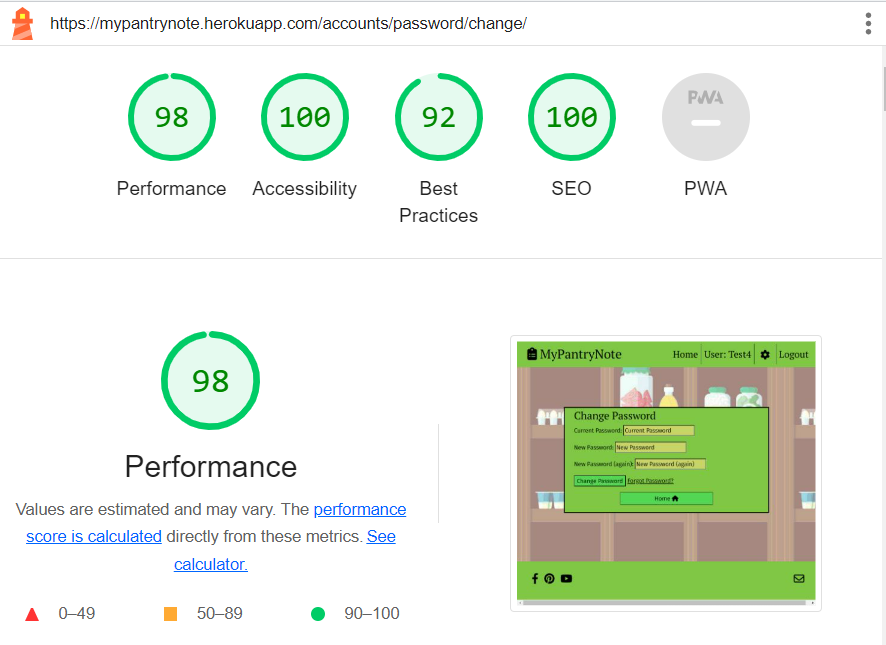 https://mypantrynote.herokuapp.com/accounts/password/change/
98 100 92 100 PWA
Performance Accessibility Best Practices SEO PWA
98
Performance
Values are estimated and may vary. The performance
score is calculated directly from these metrics. See
calculator.
0–49 50–89 90–100
MyPantryNote Home User: Test4 Logout
Change Password
Current Password: Current Password
New Password: New Password
New Password (again): New Password (again)
Change Password Forgot Password?
Home